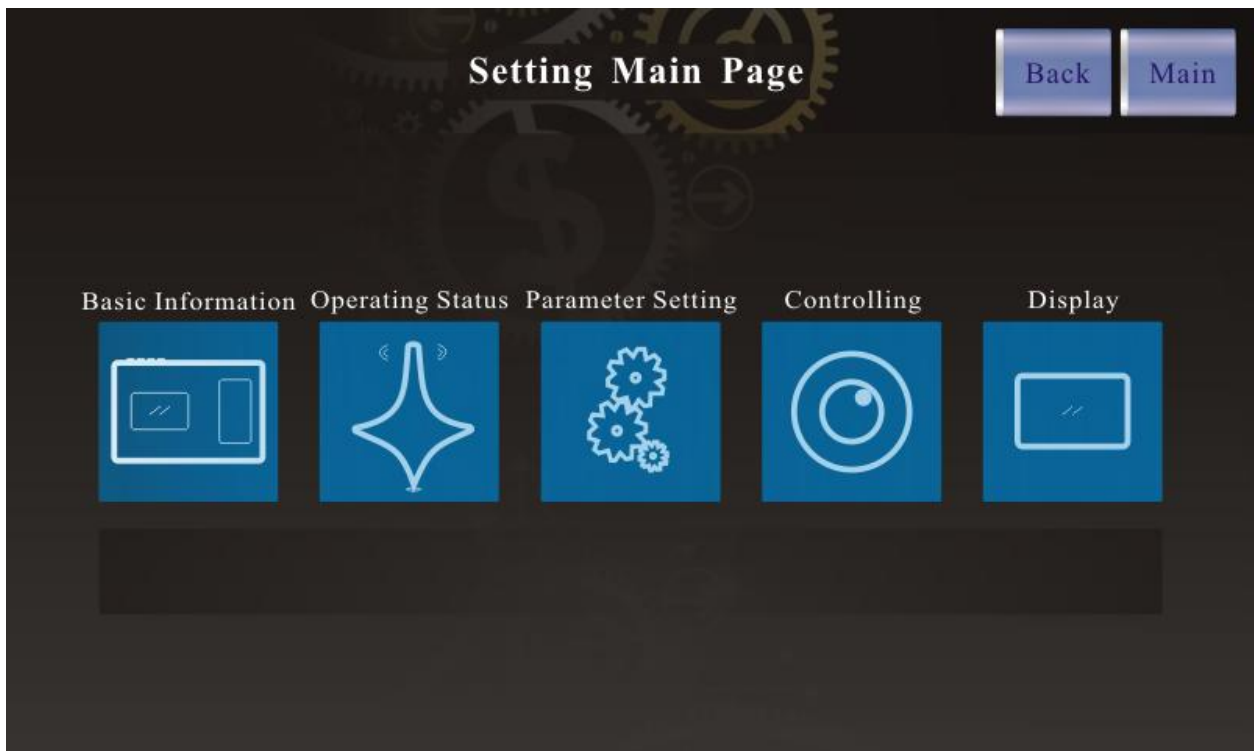 Setting Main Page
Back
Main
Basic Information
Operating Status
Parameter Setting
Controlling
Display